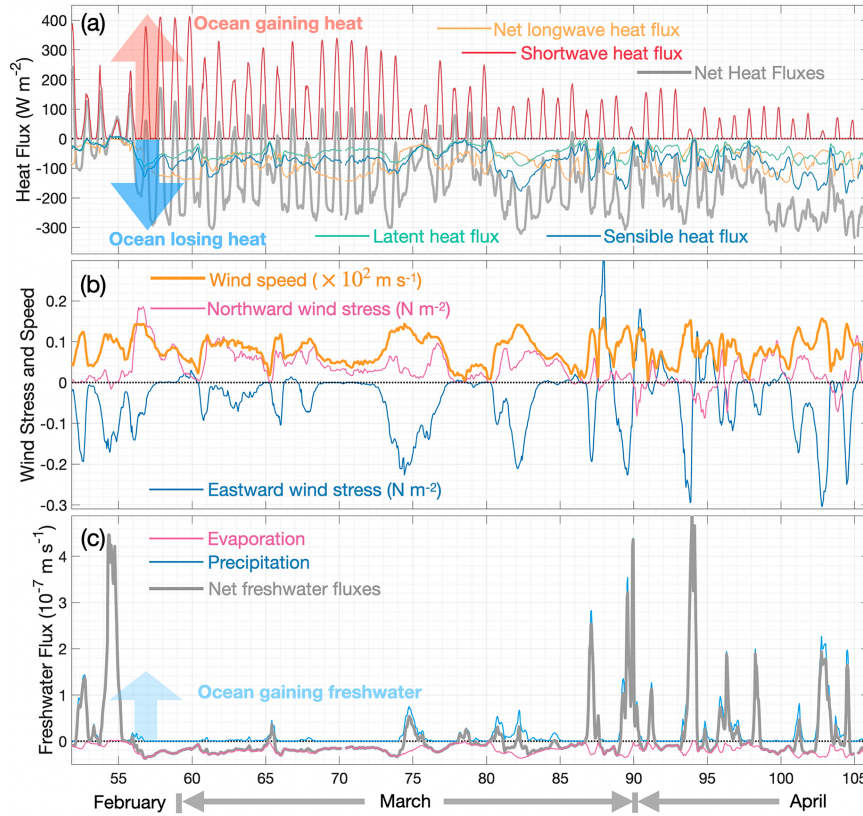 (a)
Ocean gaining heat
Net longwave heat flux
Shortwave heat flux
Net Heat Fluxes
400
300
200
100
0
-100
-200
-300
Heat Flux (W m-2)
Ocean losing heat
Latent heat flux
Sensible heat flux
(b)
Wind speed (×10² m s-1)
Northward wind stress (N m-2)
0.2
0.1
0
-0.1
-0.2
-0.3
Wind Stress and Speed
Eastward wind stress (N m-2)
(c)
Evaporation
Precipitation
Net freshwater fluxes
4
3
2
1
0
Freshwater Flux (10-7 m s-1)
Ocean gaining freshwater
55 60 65 70 75 80 85 90 95 100 105
February March April